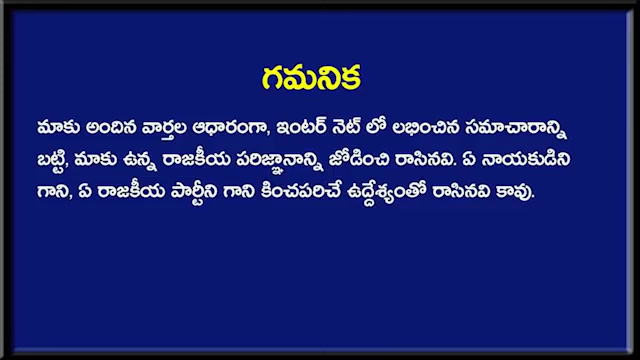 గమనిక
మాకు అందిన వార్తల ఆధారంగా, ఇంటర్ నెట్ లో లభించిన సమాచారాన్ని
బట్టి, మాకు ఉన్న రాజకీయ పరిజ్ఞానాన్ని జోడించి రాసినవి. ఏ నాయకుడిని
గాని, ఏ రాజకీయ పార్టీని గాని కించపరిచే ఉద్దేశ్యంతో రాసినవి కావు.